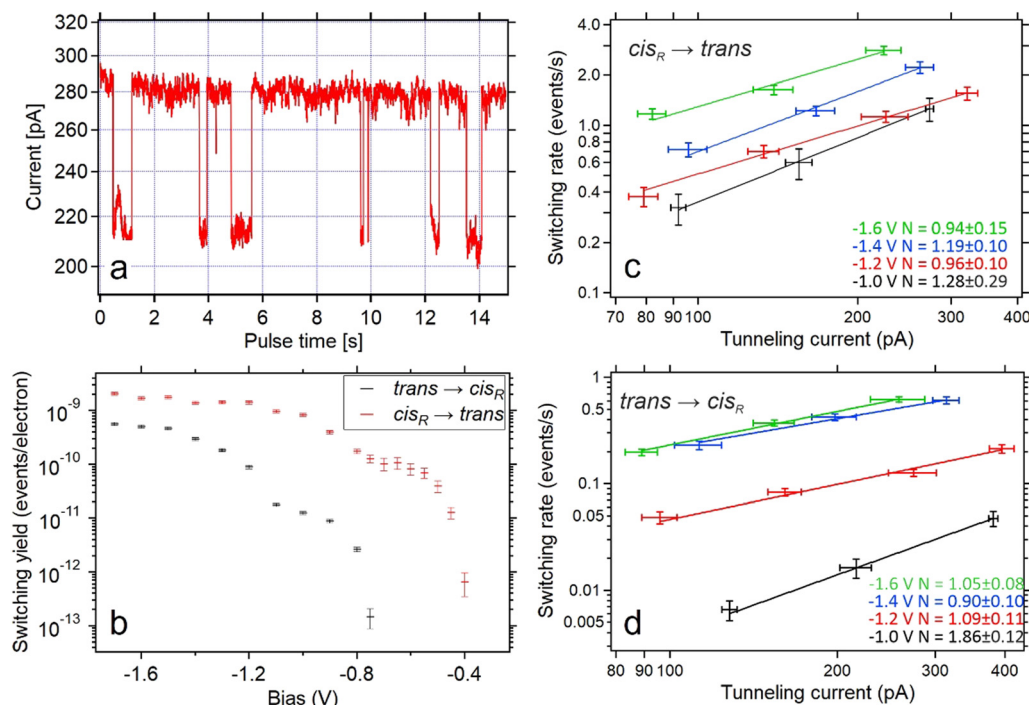 320
300
280
260
240
220
200
Current [pA]
a
0
2
4
6
8
10
12
14
Pulse time [s]
4.0
2.0
1.0
0.8
0.6
0.4
0.2
0.1
Switching rate (events/s)
cisR → trans
-1.6 V N = 0.94±0.15
-1.4 V N = 1.19±0.10
-1.2 V N = 0.96±0.10
-1.0 V N = 1.28±0.29
c
70
80
90
100
200
300
400
Tunneling current (pA)
10-9
10-10
10-11
10-12
10-13
Switching yield (events/electron)
trans → cisR
cisR → trans
b
-1.6
-1.2
-0.8
-0.4
Bias (V)
1
0.5
0.1
0.05
0.01
0.005
Switching rate (events/s)
trans → cisR
-1.6 V N = 1.05±0.08
-1.4 V N = 0.90±0.10
-1.2 V N = 1.09±0.11
-1.0 V N = 1.86±0.12
d
80
100
200
300
400
Tunneling current (pA)